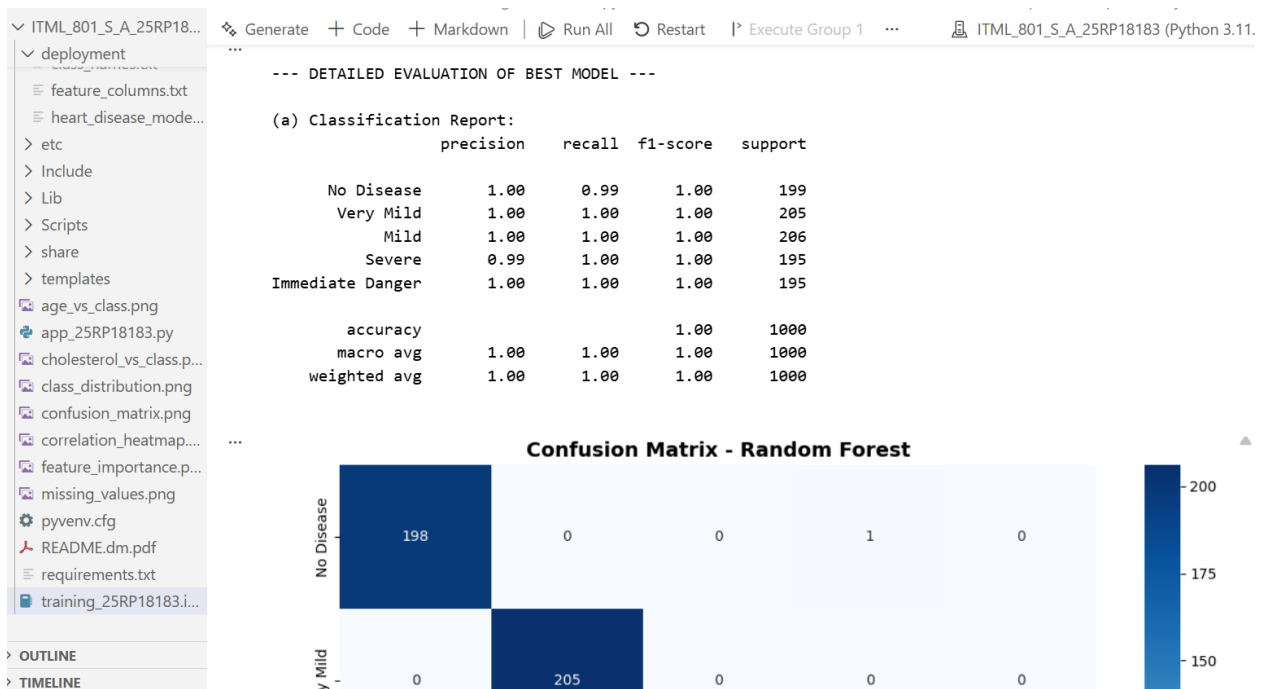 ITML_801_S_A_25RP18...
deployment
class_names.txt
feature_columns.txt
heart_disease_mode...
etc
Include
Lib
Scripts
share
templates
age_vs_class.png
app_25RP18183.py
cholesterol_vs_class.p...
class_distribution.png
confusion_matrix.png
correlation_heatmap....
feature_importance.p...
missing_values.png
pyvenv.cfg
README.dm.pdf
requirements.txt
training_25RP18183.i...
OUTLINE
TIMELINE
Generate + Code + Markdown | Run All Restart Execute Group 1 ... ITML_801_S_A_25RP18183 (Python 3.11.
...
--- DETAILED EVALUATION OF BEST MODEL ---
(a) Classification Report:
precision recall f1-score support
No Disease 1.00 0.99 1.00 199
Very Mild 1.00 1.00 1.00 205
Mild 1.00 1.00 1.00 206
Severe 0.99 1.00 1.00 195
Immediate Danger 1.00 1.00 1.00 195
accuracy 1.00 1000
macro avg 1.00 1.00 1.00 1000
weighted avg 1.00 1.00 1.00 1000
...
Confusion Matrix - Random Forest
No Disease
198 0 0 1 0
Mild
0 205 0 0 0
200
175
150